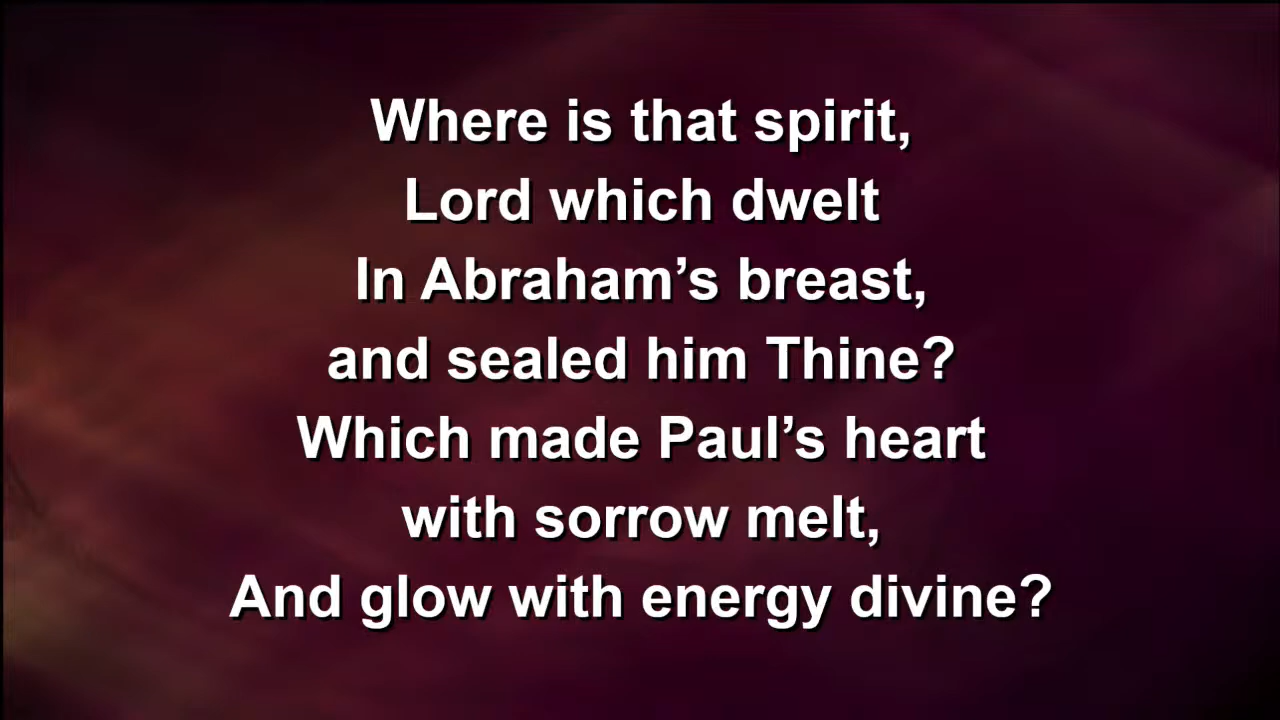 Where is that spirit,
Lord which dwelt
In Abraham’s breast,
and sealed him Thine?
Which made Paul’s heart
with sorrow melt,
And glow with energy divine?